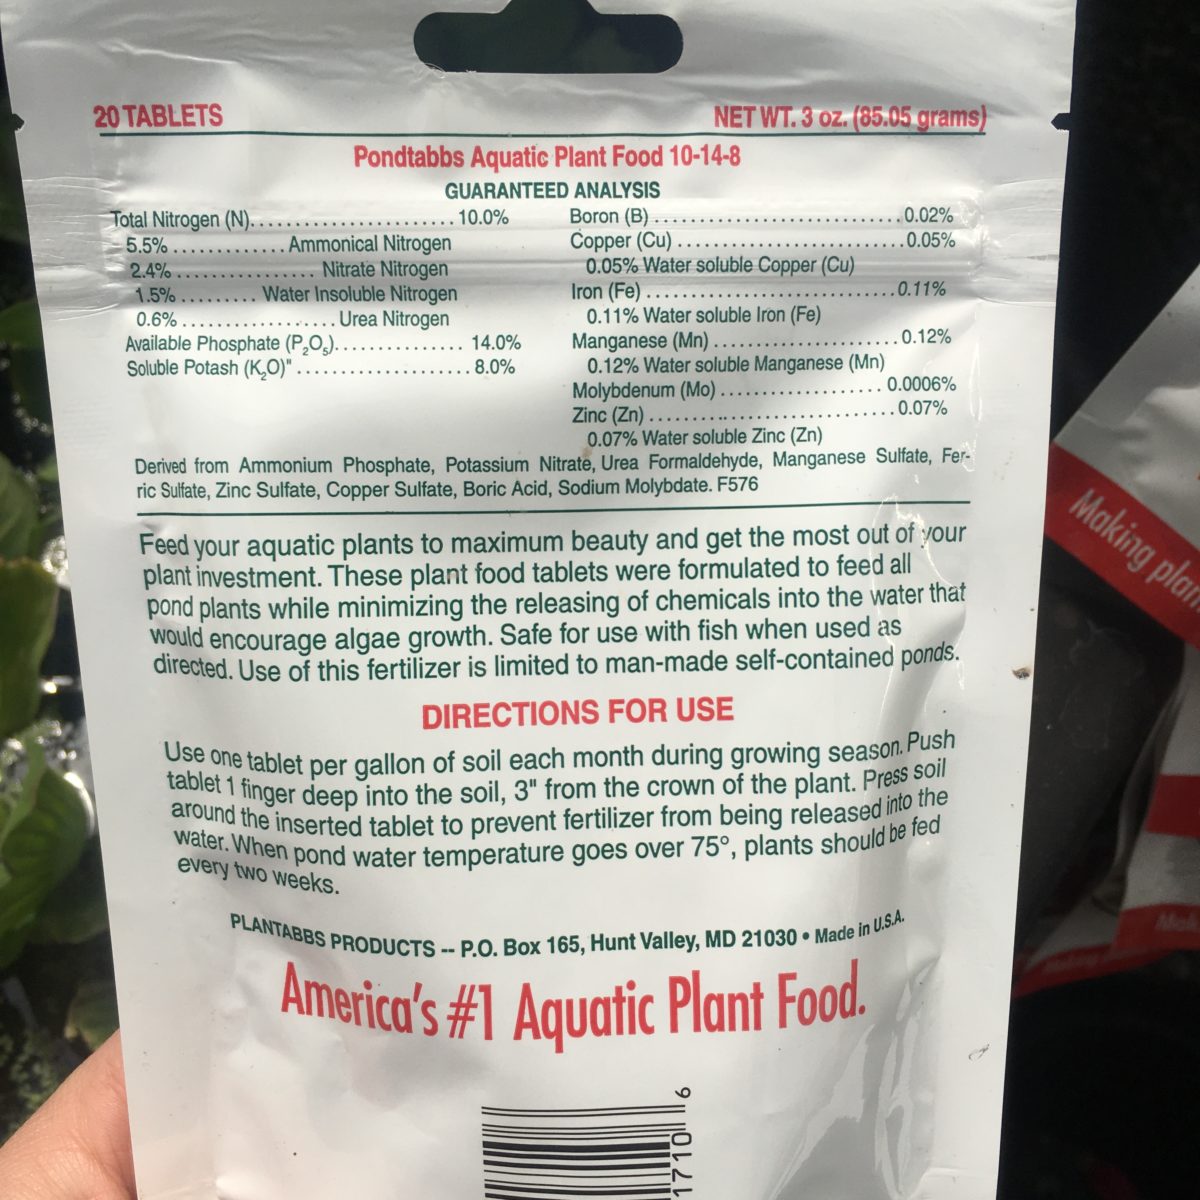 20 TABLETS NET WT. 3 oz. (85.05 grams)
Pondtabbs Aquatic Plant Food 10-14-8
GUARANTEED ANALYSIS
Total Nitrogen (N)...................... 10.0%
5.5% ............. Ammonical Nitrogen
2.4% ................ Nitrate Nitrogen
1.5% ......... Water Insoluble Nitrogen
0.6% .................. Urea Nitrogen
Available Phosphate (P₂O₅)............... 14.0%
Soluble Potash (K₂O)" .................... 8.0%
Boron (B) ............................ 0.02%
Copper (Cu) ......................... 0.05%
0.05% Water soluble Copper (Cu)
Iron (Fe) ............................ 0.11%
0.11% Water soluble Iron (Fe)
Manganese (Mn) ..................... 0.12%
0.12% Water soluble Manganese (Mn)
Molybdenum (Mo) .................. 0.0006%
Zinc (Zn) ........................... 0.07%
0.07% Water soluble Zinc (Zn)
Derived from Ammonium Phosphate, Potassium Nitrate, Urea Formaldehyde, Manganese Sulfate, Fer-
ric Sulfate, Zinc Sulfate, Copper Sulfate, Boric Acid, Sodium Molybdate. F576
Feed your aquatic plants to maximum beauty and get the most out of your
plant investment. These plant food tablets were formulated to feed all
pond plants while minimizing the releasing of chemicals into the water that
would encourage algae growth. Safe for use with fish when used as
directed. Use of this fertilizer is limited to man-made self-contained ponds.
DIRECTIONS FOR USE
Use one tablet per gallon of soil each month during growing season. Push
tablet 1 finger deep into the soil, 3" from the crown of the plant. Press soil
around the inserted tablet to prevent fertilizer from being released into the
water. When pond water temperature goes over 75°, plants should be fed
every two weeks.
PLANTABBS PRODUCTS -- P.O. Box 165, Hunt Valley, MD 21030 • Made in U.S.A.
America's #1 Aquatic Plant Food.
1710 6
Making